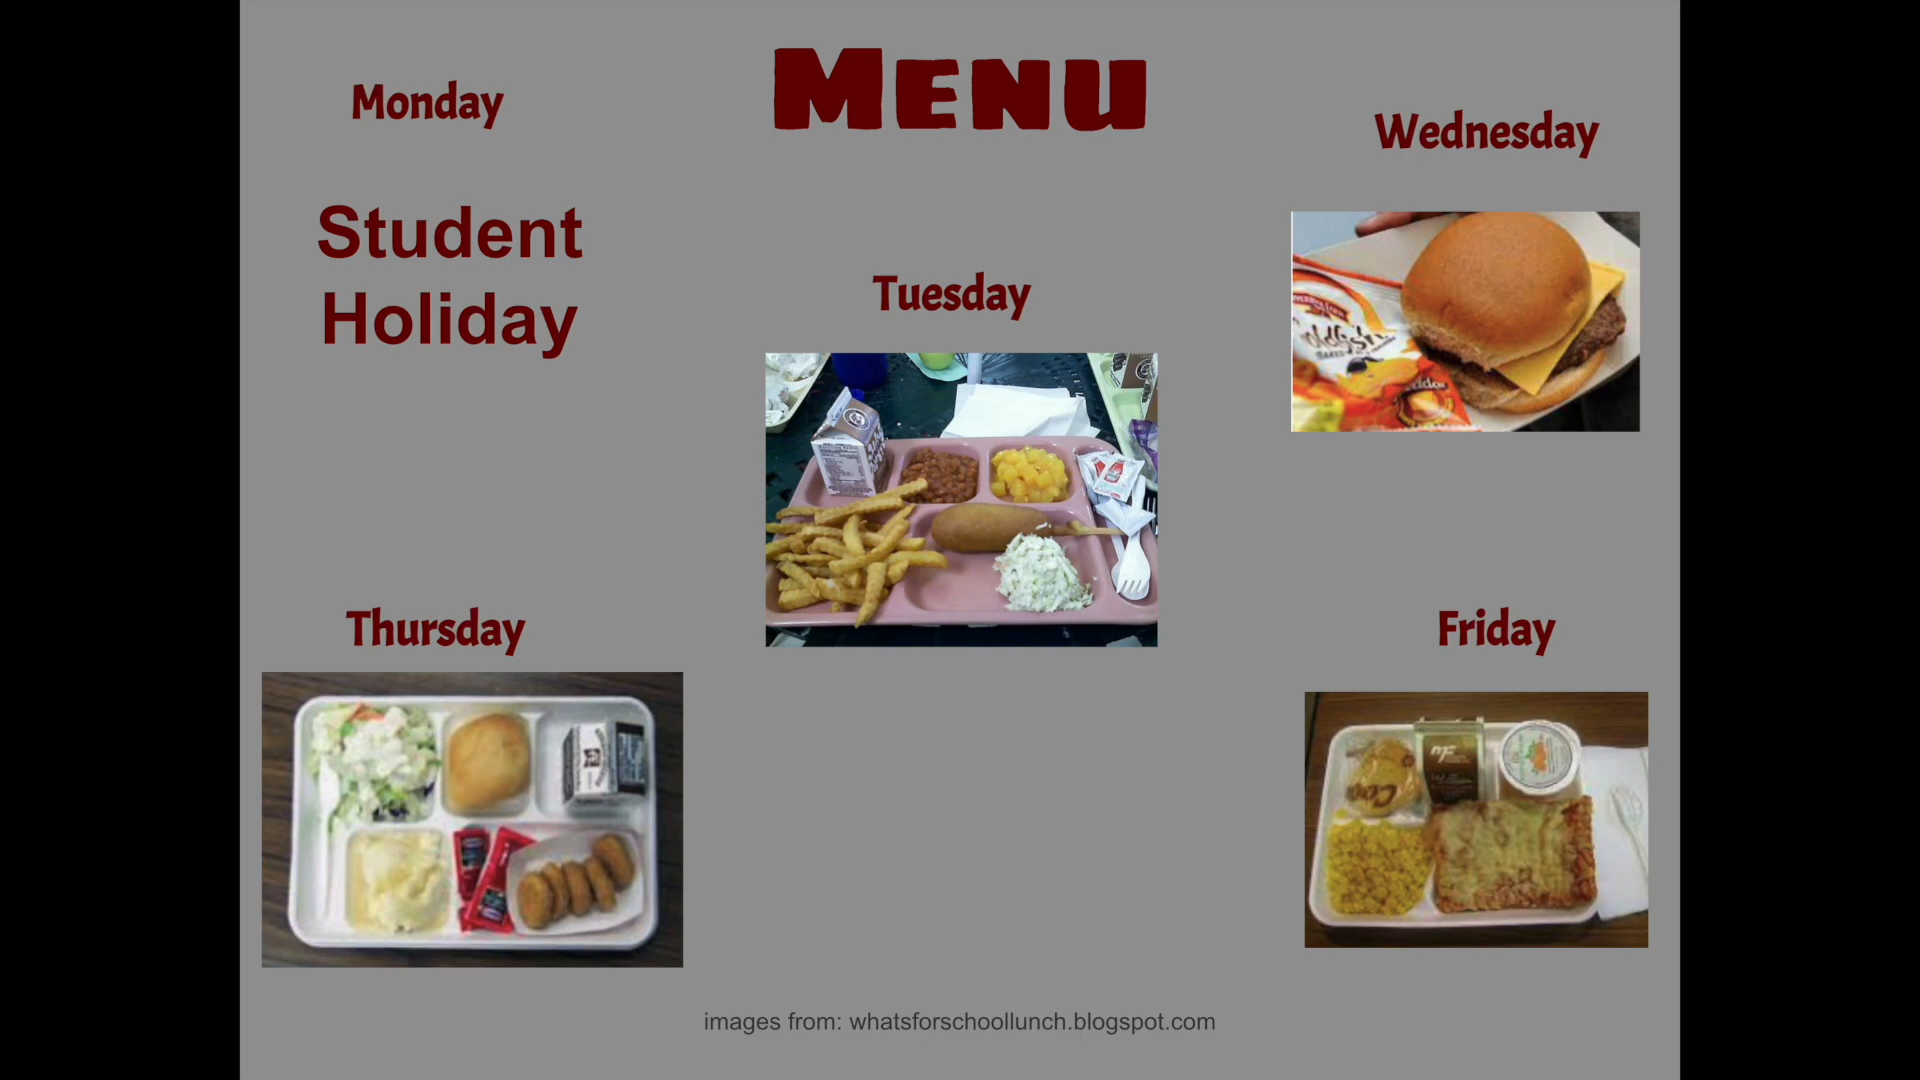 Menu
Monday
Student
Holiday
Tuesday
Wednesday
Thursday
Friday
images from: whatsforschoollunch.blogspot.com